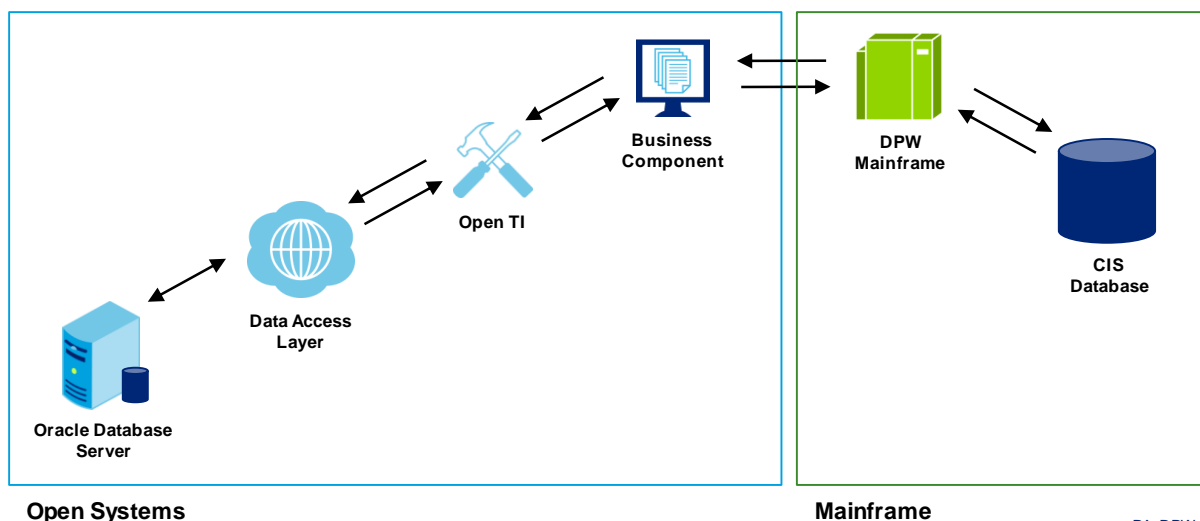 Business
Component
DPW
Mainframe
Open TI
CIS
Database
Data Access
Layer
Oracle Database
Server
Open Systems
Mainframe